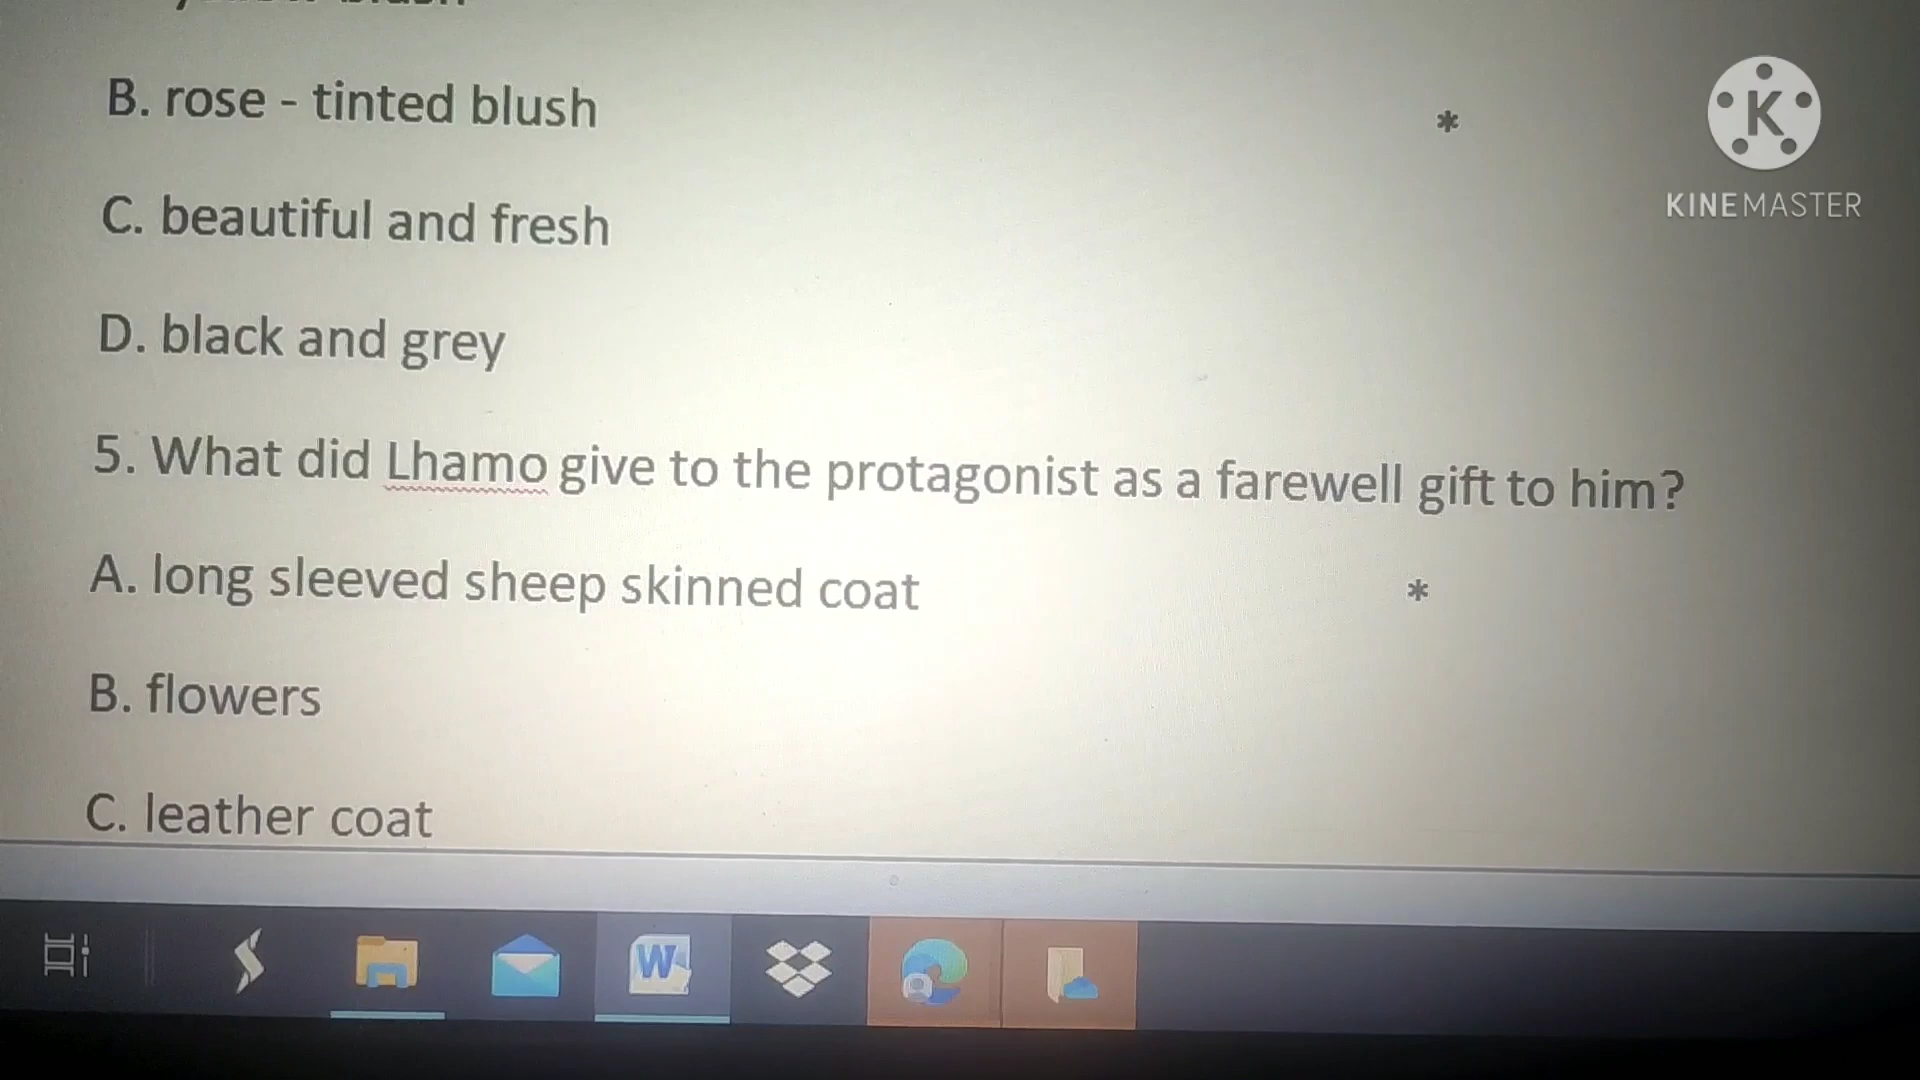 B. rose - tinted blush *
C. beautiful and fresh
D. black and grey
5. What did Lhamo give to the protagonist as a farewell gift to him?
A. long sleeved sheep skinned coat *
B. flowers
C. leather coat
K
KINEMASTER
W